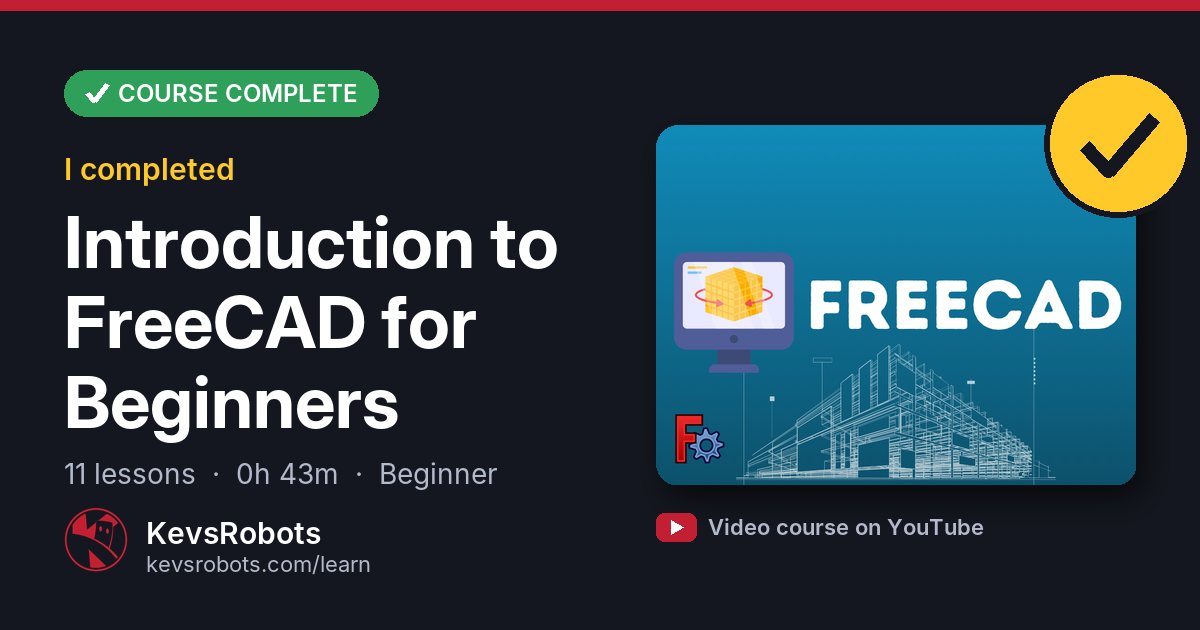 COURSE COMPLETE
I completed
Introduction to
FreeCAD for
Beginners
11 lessons · 0h 43m · Beginner
KevsRobots
kevsrobots.com/learn
FREECAD
F
Video course on YouTube